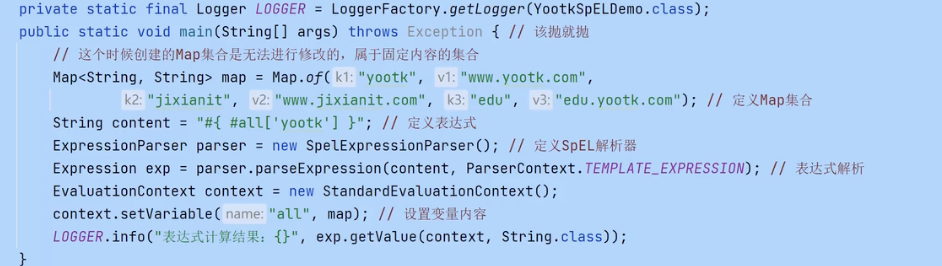 private static final Logger LOGGER = LoggerFactory.getLogger(YootkSpELDemo.class);
public static void main(String[] args) throws Exception { // 该抛就抛
// 这个时候创建的Map集合是无法进行修改的，属于固定内容的集合
Map<String, String> map = Map.of( k1: "yootk", v1: "www.yootk.com",
k2: "jixianit", v2: "www.jixianit.com", k3: "edu", v3: "edu.yootk.com"); // 定义Map集合
String content = "#{ #all['yootk'] }"; // 定义表达式
ExpressionParser parser = new SpelExpressionParser(); // 定义SpEL解析器
Expression exp = parser.parseExpression(content, ParserContext.TEMPLATE_EXPRESSION); // 表达式解析
EvaluationContext context = new StandardEvaluationContext();
context.setVariable( name: "all", map); // 设置变量内容
LOGGER.info("表达式计算结果：{}", exp.getValue(context, String.class));
}